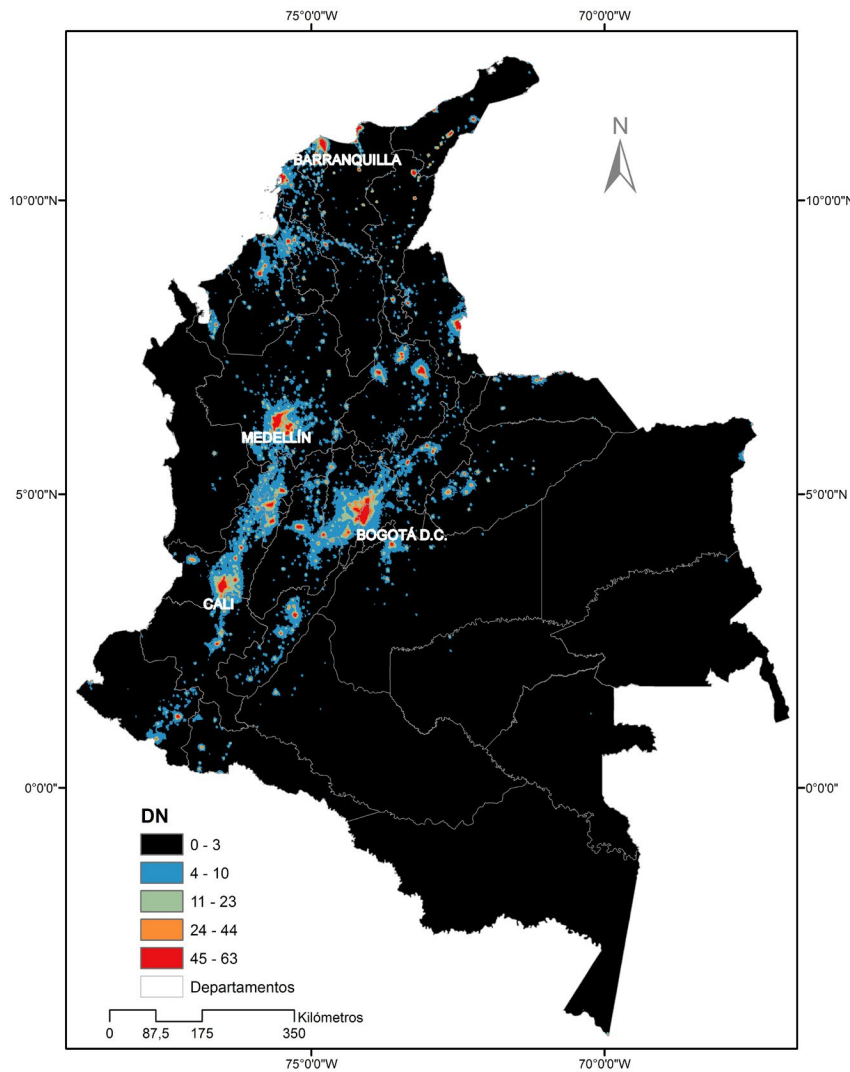 75°0'0"W 70°0'0"W
N
BARRANQUILLA
10°0'0"N 10°0'0"N
MEDELLÍN
5°0'0"N 5°0'0"N
BOGOTÁ D.C.
CALI
0°0'0" 0°0'0"
DN
0 - 3
4 - 10
11 - 23
24 - 44
45 - 63
Departamentos
Kilómetros
0 87,5 175 350
75°0'0"W 70°0'0"W